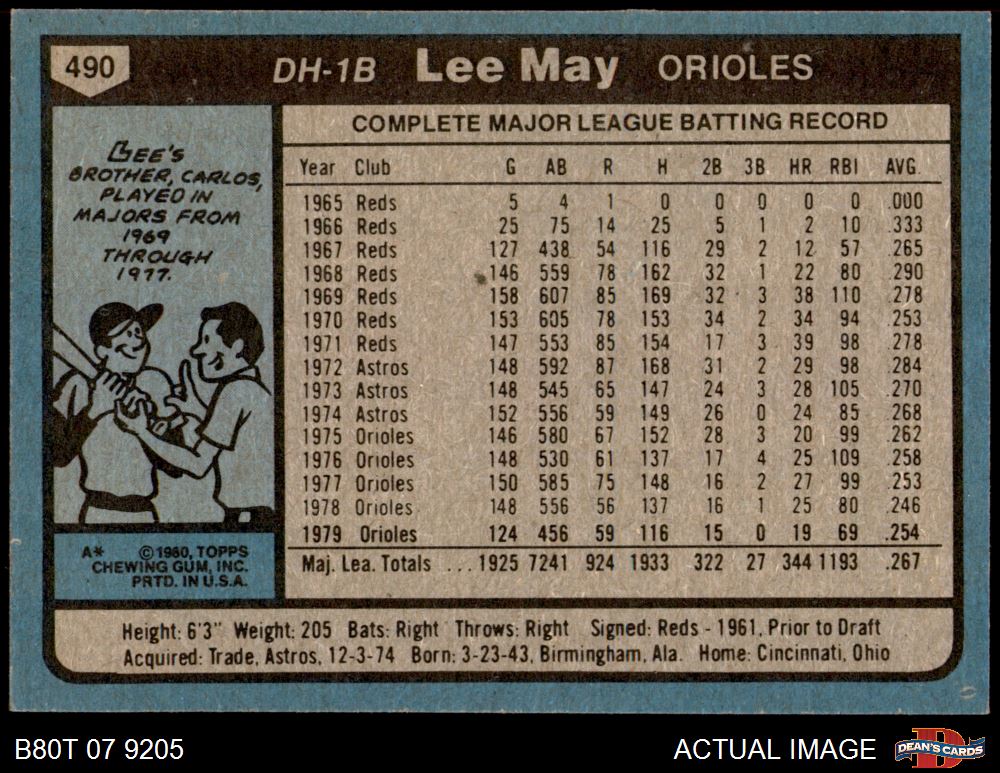 490 DH-1B Lee May ORIOLES
LEE'S
BROTHER, CARLOS,
PLAYED IN
MAJORS FROM
1969
THROUGH
1977.
COMPLETE MAJOR LEAGUE BATTING RECORD
Year Club G AB R H 2B 3B HR RBI AVG.
1965 Reds 5 4 1 0 0 0 0 0 .000
1966 Reds 25 75 14 25 5 1 2 10 .333
1967 Reds 127 438 54 116 29 2 12 57 .265
1968 Reds 146 559 78 162 32 1 22 80 .290
1969 Reds 158 607 85 169 32 3 38 110 .278
1970 Reds 153 605 78 153 34 2 34 94 .253
1971 Reds 147 553 85 154 17 3 39 98 .278
1972 Astros 148 592 87 168 31 2 29 98 .284
1973 Astros 148 545 65 147 24 3 28 105 .270
1974 Astros 152 556 59 149 26 0 24 85 .268
1975 Orioles 146 580 67 152 28 3 20 99 .262
1976 Orioles 148 530 61 137 17 4 25 109 .258
1977 Orioles 150 585 75 148 16 2 27 99 .253
1978 Orioles 148 556 56 137 16 1 25 80 .246
1979 Orioles 124 456 59 116 15 0 19 69 .254
Maj. Lea. Totals ...1925 7241 924 1933 322 27 344 1193 .267
A* ©1980, TOPPS
CHEWING GUM, INC.
PRTD. IN U.S.A.
Height: 6'3" Weight: 205 Bats: Right Throws: Right Signed: Reds - 1961, Prior to Draft
Acquired: Trade, Astros, 12-3-74 Born: 3-23-43, Birmingham, Ala. Home: Cincinnati, Ohio
B80T 07 9205
ACTUAL IMAGE
DEAN'S CARDS